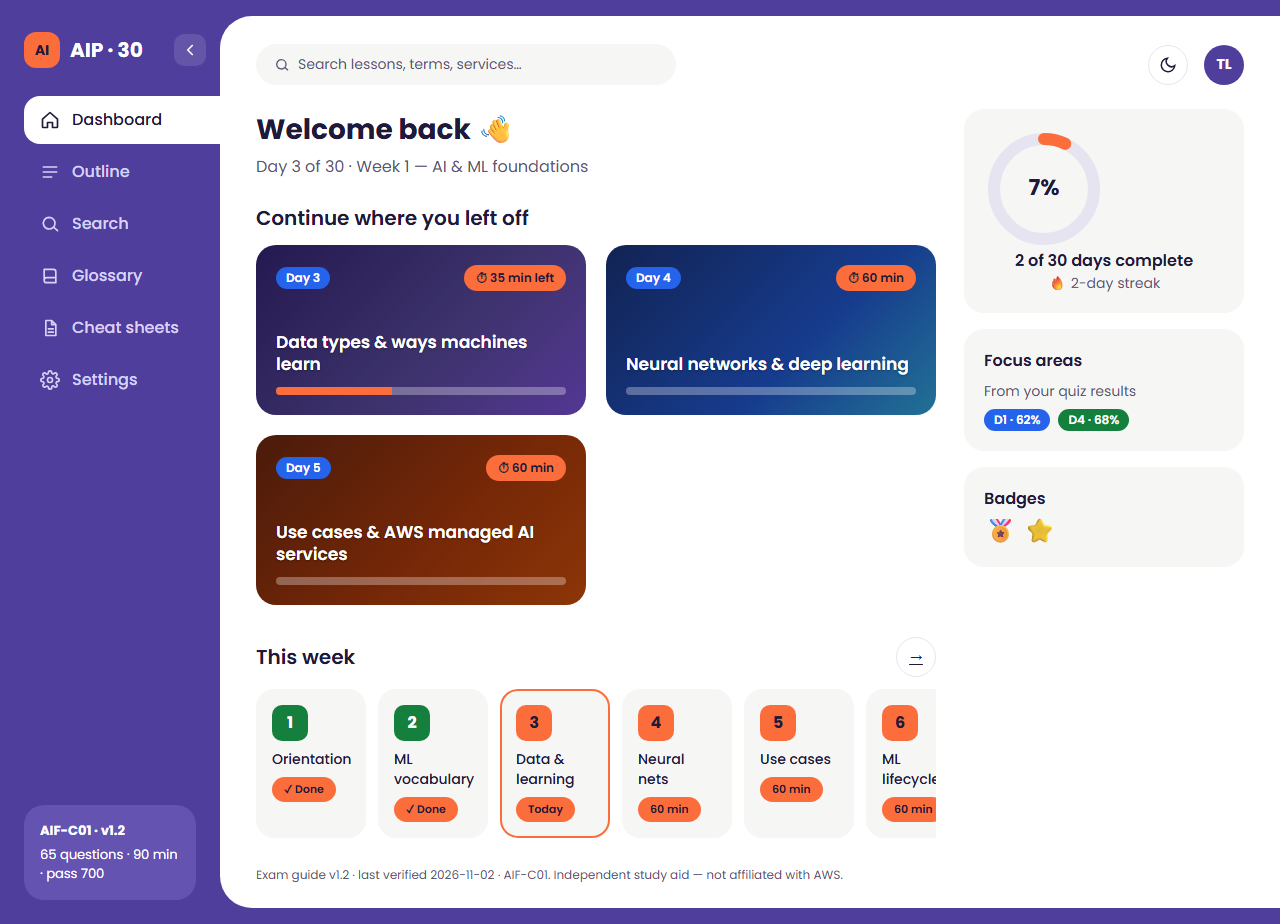 AI
AIP · 30
Dashboard
Outline
Search
Glossary
Cheat sheets
Settings
AIF-C01 · v1.2
65 questions · 90 min
· pass 700
Search lessons, terms, services…
TL
Welcome back 👋
Day 3 of 30 · Week 1 — AI & ML foundations
Continue where you left off
Day 3
⏱ 35 min left
Data types & ways machines
learn
Day 4
⏱ 60 min
Neural networks & deep learning
Day 5
⏱ 60 min
Use cases & AWS managed AI
services
This week
→
1
Orientation
✓ Done
2
ML
vocabulary
✓ Done
3
Data &
learning
Today
4
Neural
nets
60 min
5
Use cases
60 min
6
ML
lifecycle
60 min
Exam guide v1.2 · last verified 2026-11-02 · AIF-C01. Independent study aid — not affiliated with AWS.
7%
2 of 30 days complete
🔥 2-day streak
Focus areas
From your quiz results
D1 · 62%
D4 · 68%
Badges